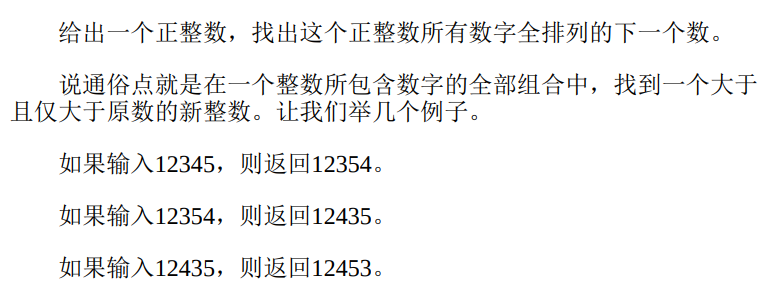 给出一个正整数，找出这个正整数所有数字全排列的下一个数。
说通俗点就是在一个整数所包含数字的全部组合中，找到一个大于
且仅大于原数的新整数。让我们举几个例子。
如果输入12345，则返回12354。
如果输入12354，则返回12435。
如果输入12435，则返回12453。